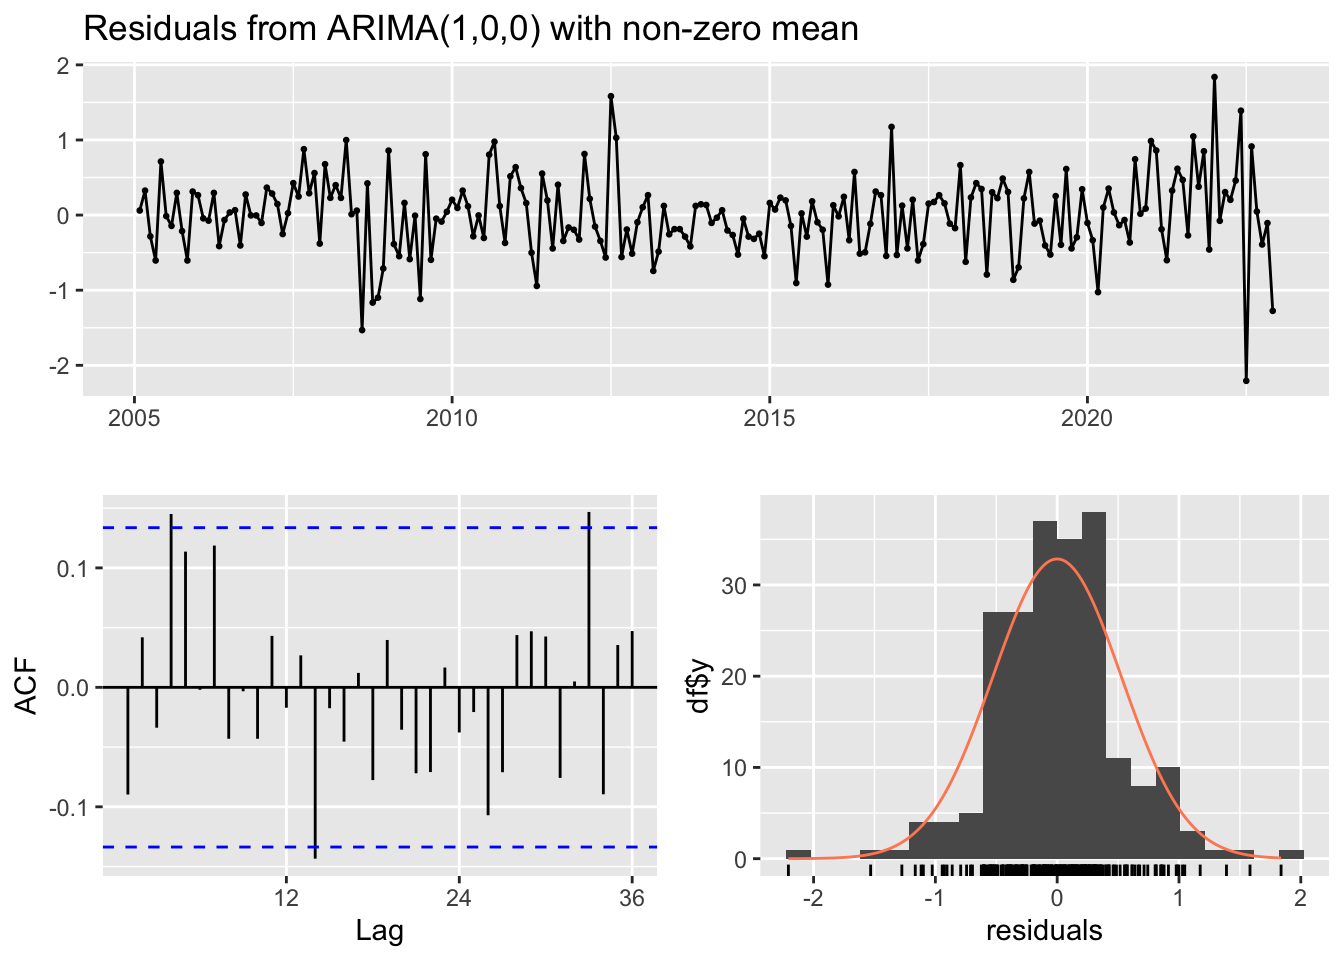 Residuals from ARIMA(1,0,0) with non-zero mean
2
1
0
-1
-2
2005 2010 2015 2020
ACF
0.1
0.0
-0.1
12 24 36
Lag
df$y
30
20
10
0
-2 -1 0 1 2
residuals